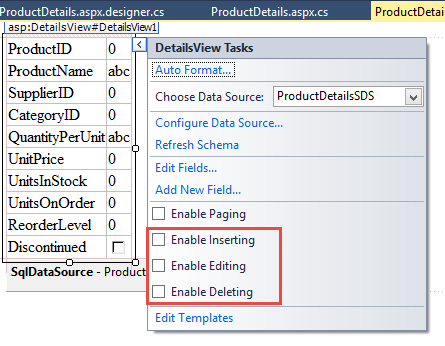 ProductDetails.aspx.designer.cs ProductDetails.aspx.cs ProductDetai
asp:DetailsView#DetailsView1
ProductID 0
ProductName abc
SupplierID 0
CategoryID 0
QuantityPerUnit abc
UnitPrice 0
UnitsInStock 0
UnitsOnOrder 0
ReorderLevel 0
Discontinued
SqlDataSource - Product
DetailsView Tasks
Auto Format...
Choose Data Source: ProductDetailsSDS
Configure Data Source...
Refresh Schema
Edit Fields...
Add New Field...
Enable Paging
Enable Inserting
Enable Editing
Enable Deleting
Edit Templates